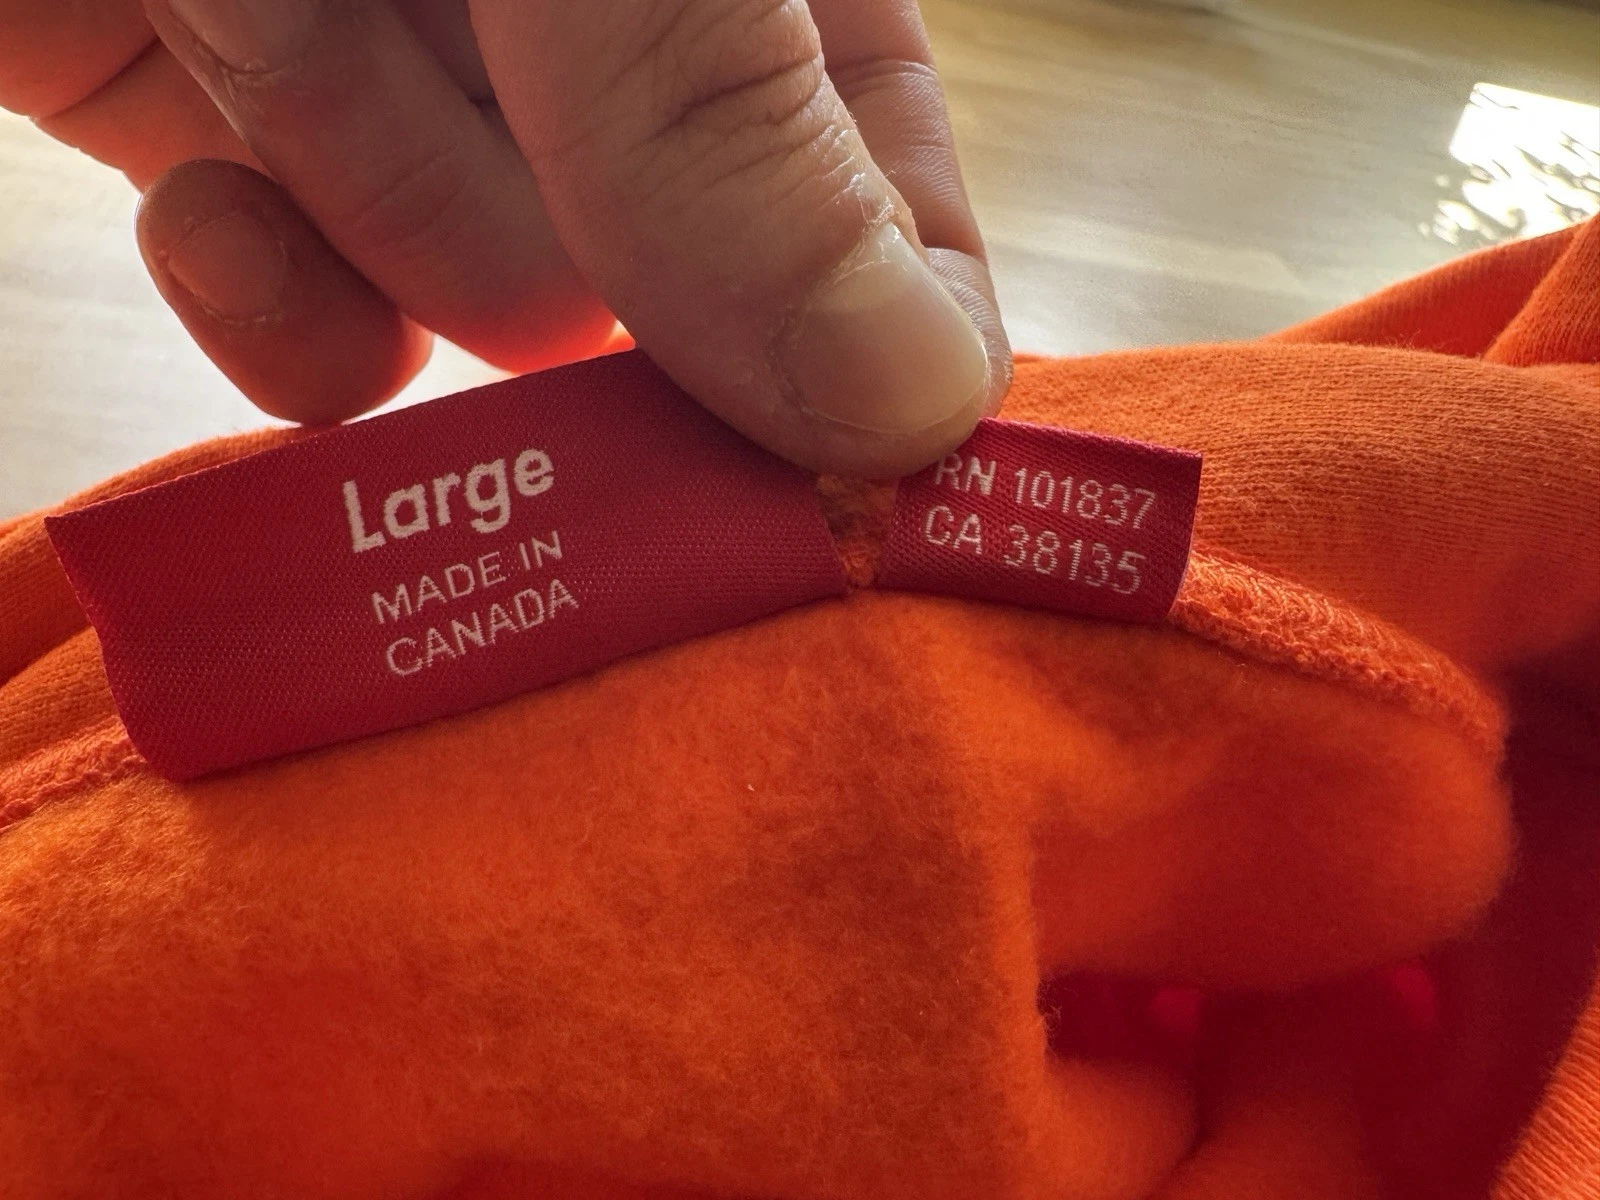 Large
MADE IN
CANADA
RN 101837
CA 38135